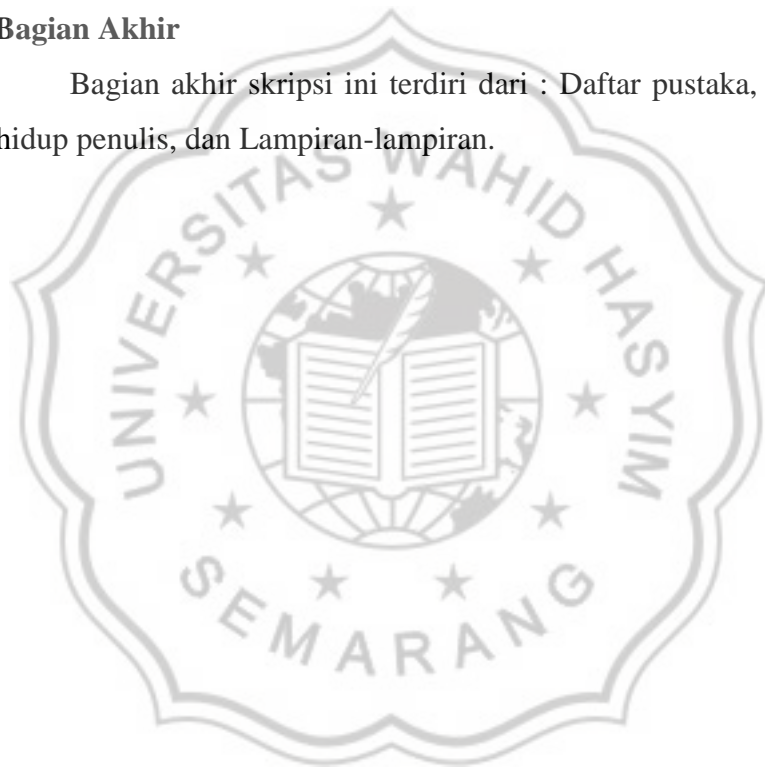 Bagian Akhir
Bagian akhir skripsi ini terdiri dari : Daftar pustaka,
hidup penulis, dan Lampiran-lampiran.
UNIVERSITAS WAHID HASYIM
SEMARANG